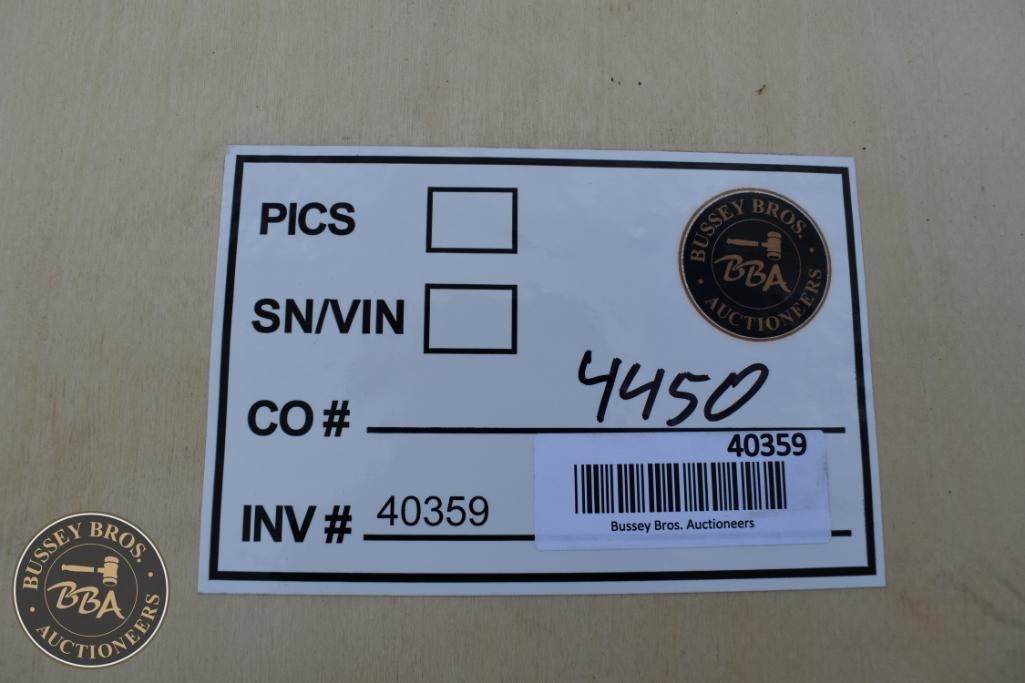 PICS
BUSSEY BROS.
BBA
AUCTIONEERS
SN/VIN
CO # 4450
40359
INV # 40359
Bussey Bros. Auctioneers
BUSSEY BROS.
BBA
AUCTIONEERS